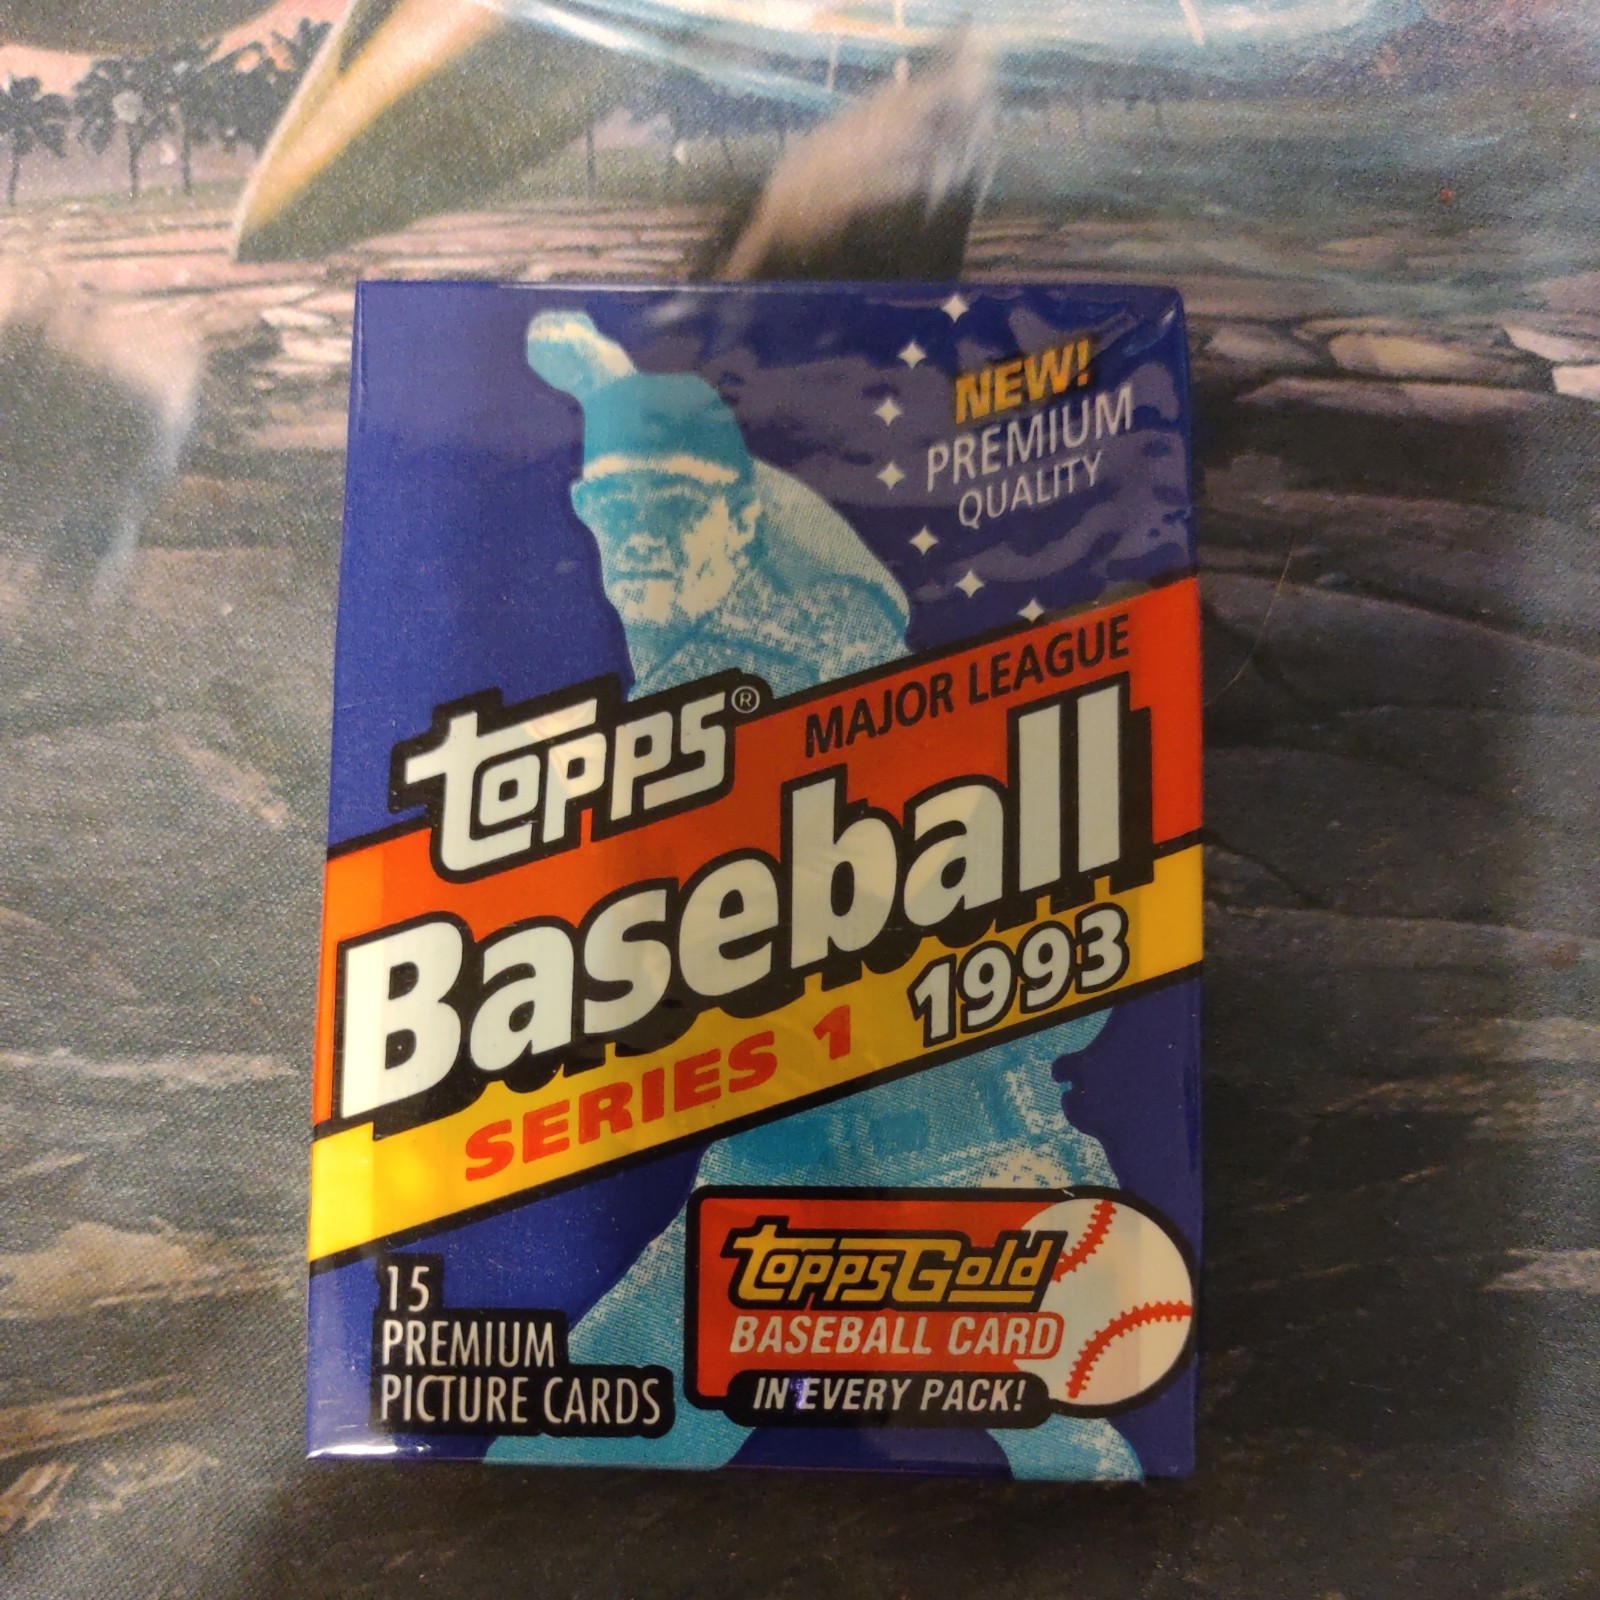 NEW!
PREMIUM
QUALITY
Topps®
MAJOR LEAGUE
Baseball
SERIES 1 1993
15
PREMIUM
PICTURE CARDS
ToppsGold
BASEBALL CARD
IN EVERY PACK!